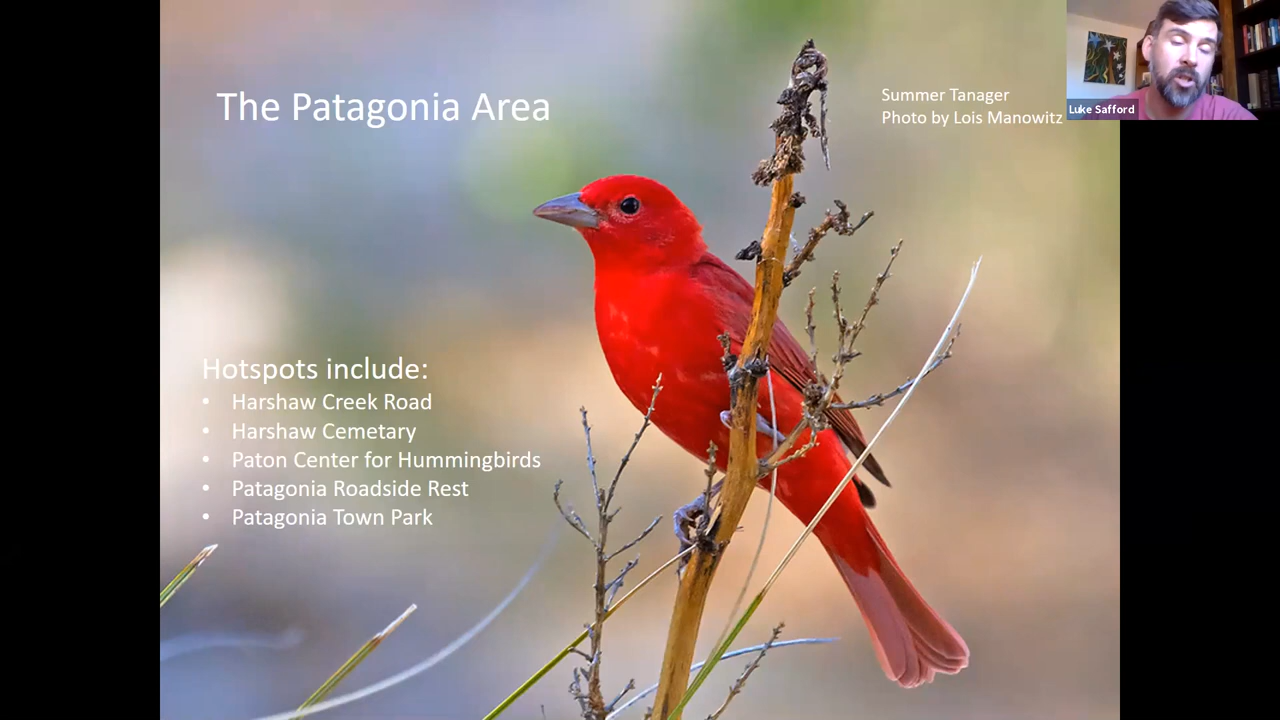 The Patagonia Area
Summer Tanager
Photo by Lois Manowitz
Luke Safford
Hotspots include:
• Harshaw Creek Road
• Harshaw Cemetary
• Paton Center for Hummingbirds
• Patagonia Roadside Rest
• Patagonia Town Park